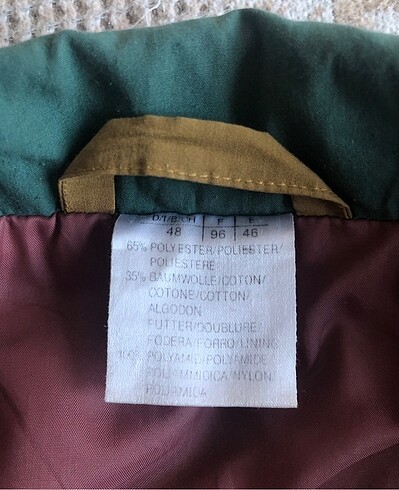 D/I/B/CH F E
48 96 46
65% POLYESTER/POLIESTER/
POLIESTERE
35% BAUMWOLLE/COTON/
COTONE/COTTON/
ALGODON
FUTTER/DOUBLURE/
FODERA/FORRO/LINING
100% POLYAMID/POLYAMIDE
POLIAMMIDICA/NYLON/
POLIAMIDA